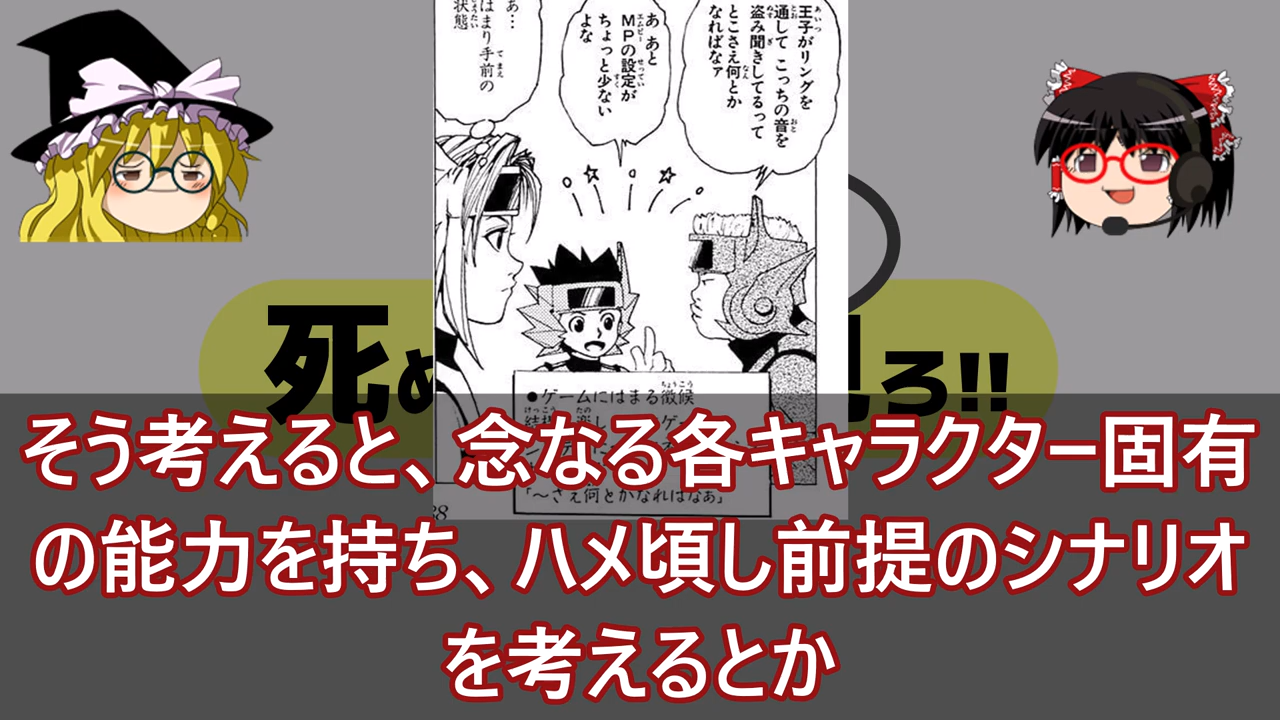 王子がリングを
通して こっちの音を
盗み聞きしてるって
とこさえ何とか
なればなァ
あ あと
MPの設定が
ちょっと少ない
よな
あ…
はまり手前の
状態
死め
ろ!!
●ゲームにはまる徴候
「〜さえ何とかなればなあ」
88
そう考えると、念なる各キャラクター固有
の能力を持ち、ハメ頃し前提のシナリオ
を考えるとか